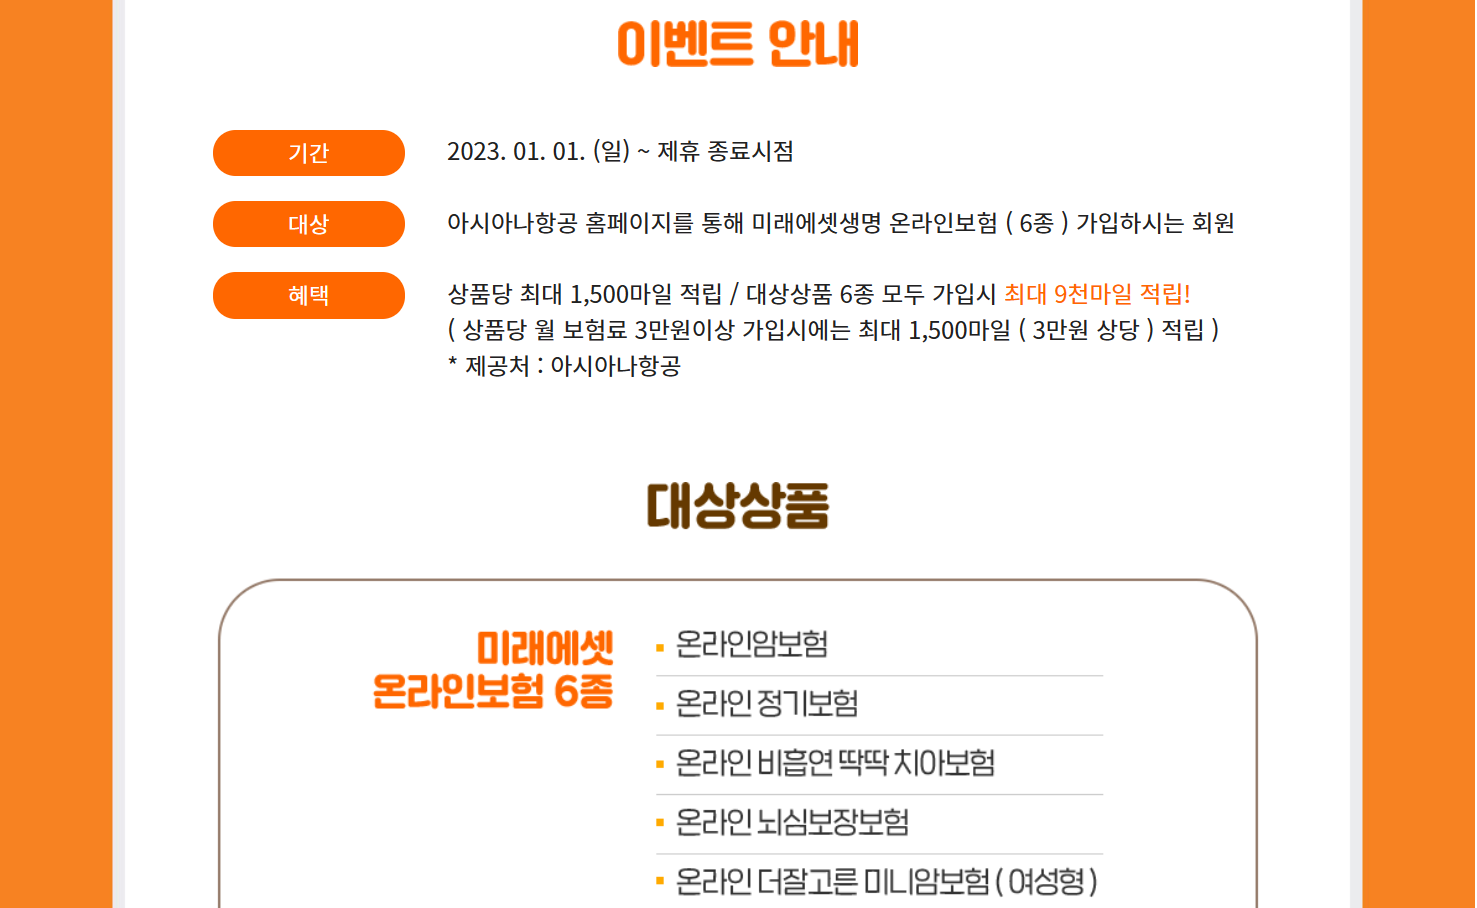 이벤트 안내
기간
2023. 01. 01. (일) ~ 제휴 종료시점
대상
아시아나항공 홈페이지를 통해 미래에셋생명 온라인보험 ( 6종 ) 가입하시는 회원
혜택
상품당 최대 1,500마일 적립 / 대상상품 6종 모두 가입시 최대 9천마일 적립!
( 상품당 월 보험료 3만원이상 가입시에는 최대 1,500마일 ( 3만원 상당 ) 적립 )
* 제공처 : 아시아나항공
대상상품
미래에셋
온라인보험 6종
온라인암보험
온라인 정기보험
온라인 비흡연 딱딱 치아보험
온라인 뇌심보장보험
온라인 더잘고른 미니암보험 ( 여성형 )